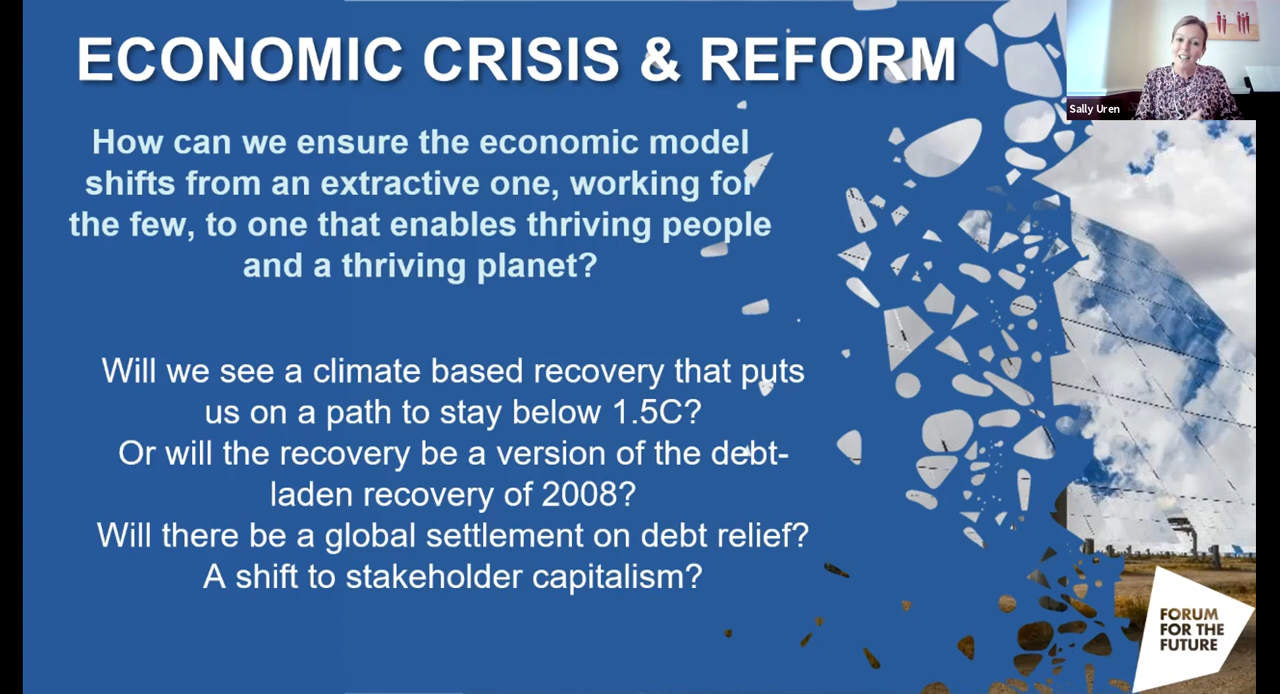 ECONOMIC CRISIS & REFORM
Sally Uren
How can we ensure the economic model
shifts from an extractive one, working for
the few, to one that enables thriving people
and a thriving planet?
Will we see a climate based recovery that puts
us on a path to stay below 1.5C?
Or will the recovery be a version of the debt-
laden recovery of 2008?
Will there be a global settlement on debt relief?
A shift to stakeholder capitalism?
FORUM
FOR THE
FUTURE